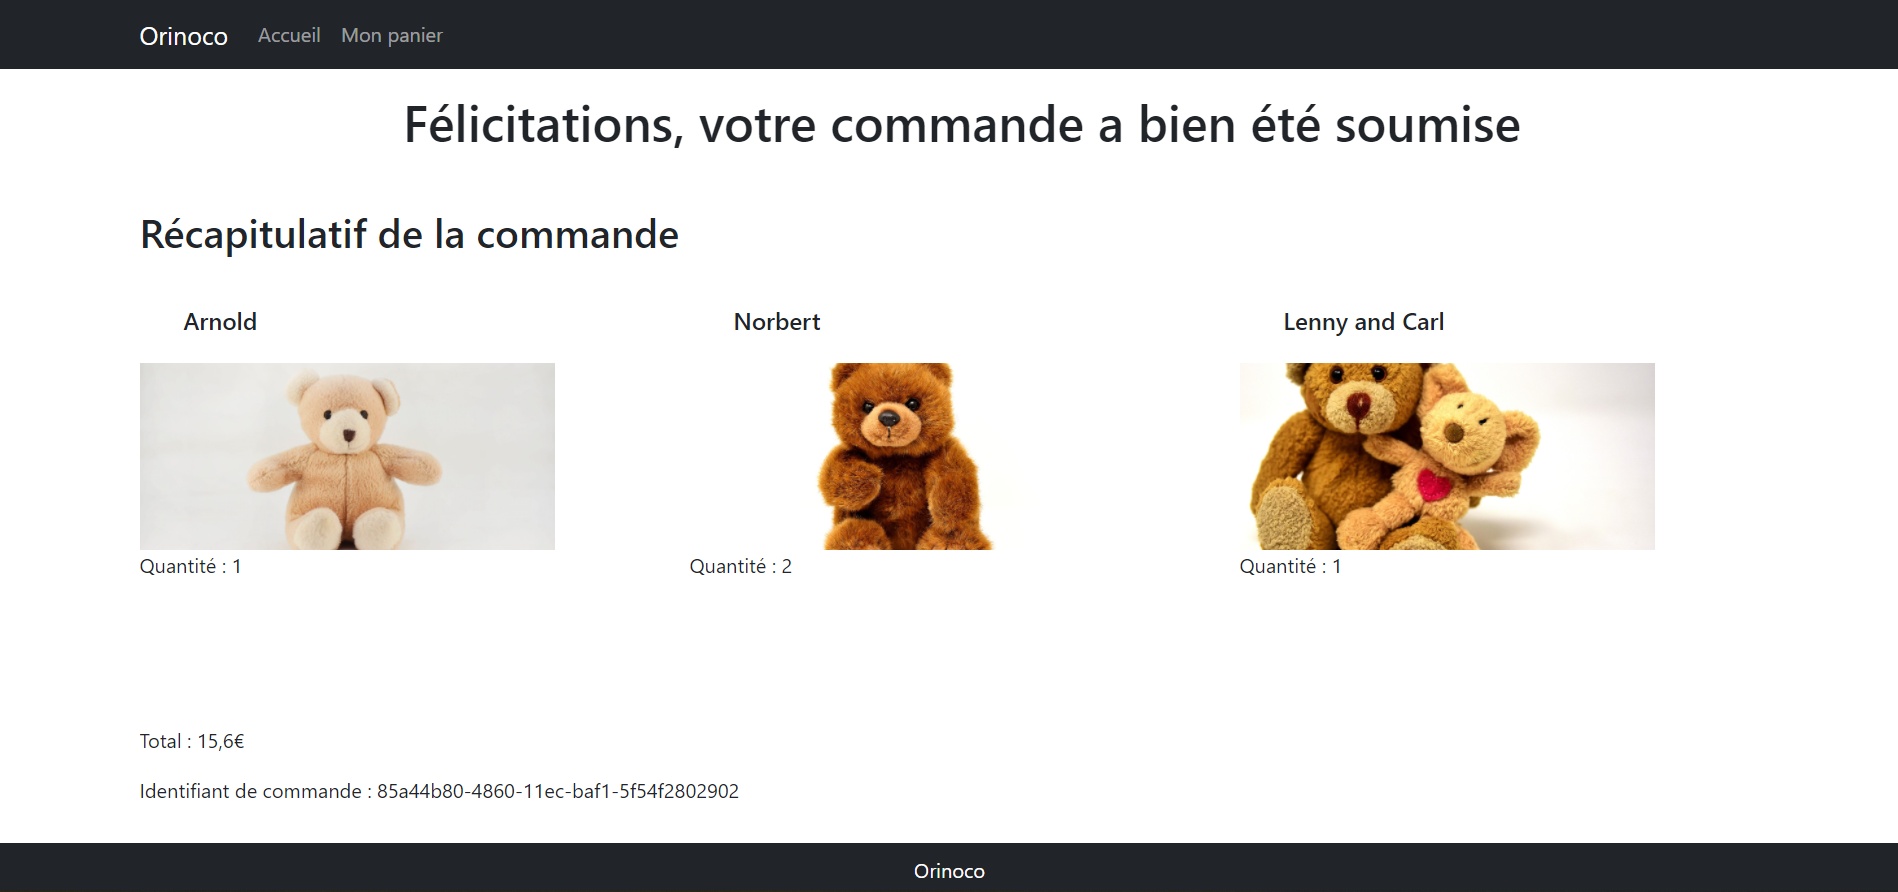 Orinoco Accueil Mon panier
Félicitations, votre commande a bien été soumise
Récapitulatif de la commande
Arnold
Norbert
Lenny and Carl
Quantité : 1
Quantité : 2
Quantité : 1
Total : 15,6€
Identifiant de commande : 85a44b80-4860-11ec-baf1-5f54f2802902
Orinoco